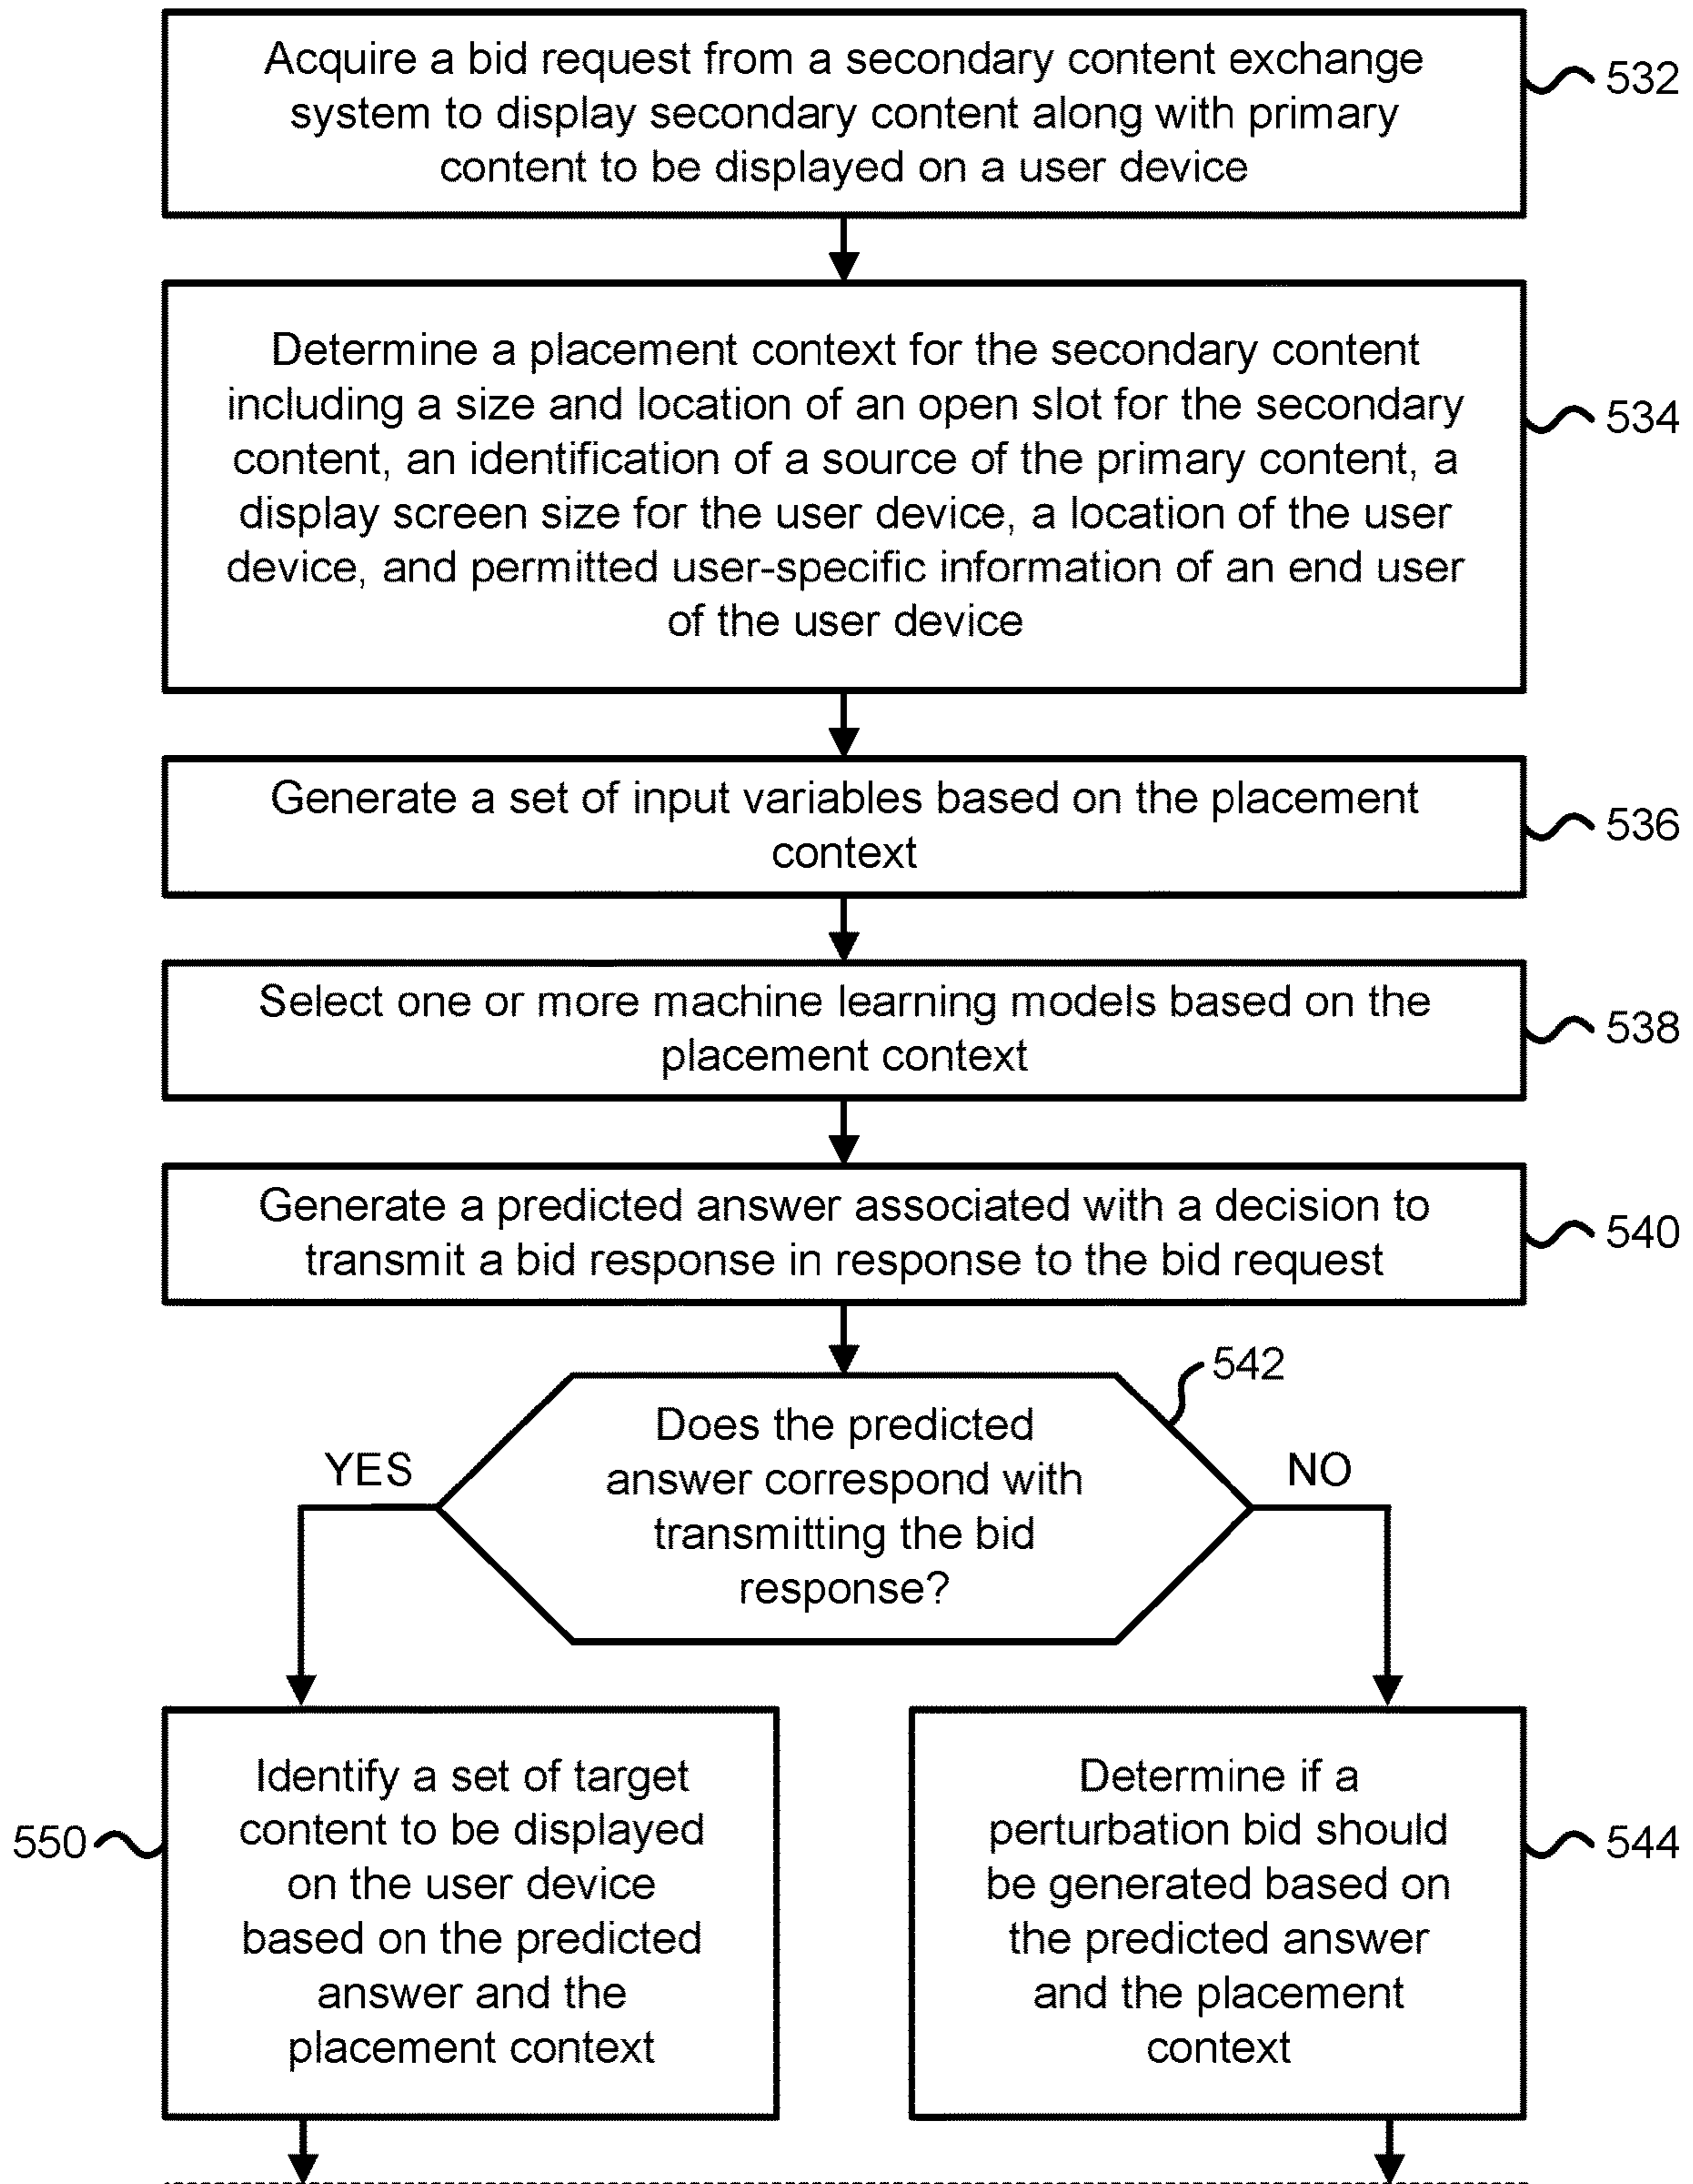 Acquire a bid request from a secondary content exchange
system to display secondary content along with primary
content to be displayed on a user device
532
Determine a placement context for the secondary content
including a size and location of an open slot for the secondary
content, an identification of a source of the primary content, a
display screen size for the user device, a location of the user
device, and permitted user-specific information of an end user
of the user device
534
Generate a set of input variables based on the placement
context
536
Select one or more machine learning models based on the
placement context
538
Generate a predicted answer associated with a decision to
transmit a bid response in response to the bid request
540
542
Does the predicted
answer correspond with
transmitting the bid
response?
YES
NO
550
Identify a set of target
content to be displayed
on the user device
based on the predicted
answer and the
placement context
Determine if a
perturbation bid should
be generated based on
the predicted answer
and the placement
context
544